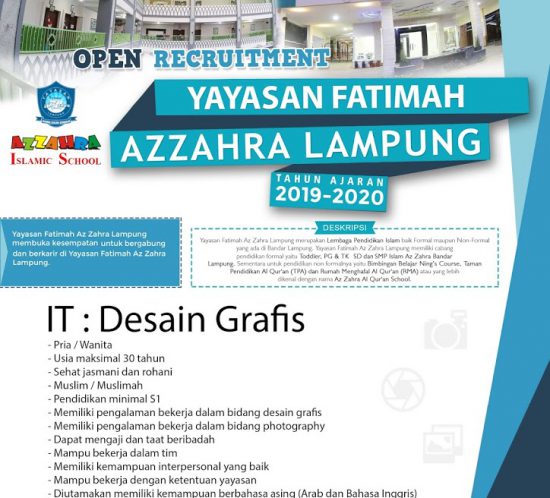 OPEN RECRUITMENT
YAYASAN FATIMAH
AZZAHRA LAMPUNG
TAHUN AJARAN
2019-2020
AZZAHRA
ISLAMIC SCHOOL
Yayasan Fatimah Az Zahra Lampung
membuka kesempatan untuk bergabung
dan berkarir di Yayasan Fatimah Az Zahra
Lampung.
DESKRIPSI
Yayasan Fatimah Az Zahra Lampung merupakan Lembaga Pendidikan Islam baik Formal maupun Non-Formal
yang ada di Bandar Lampung. Yayasan Fatimah Az Zahra Lampung memiliki cabang
pendidikan formal yaitu Toddler, PG & TK SD dan SMP Islam Az Zahra Bandar
Lampung. Sementara untuk pendidikan non formalnya yaitu Bimbingan Belajar Ning's Course, Taman
Pendidikan Al Qur'an (TPA) dan Rumah Menghafal Al Qur'an (RMA) atau yang lebih
dikenal dengan nama Az Zahra Al Qur'an School.
IT : Desain Grafis
- Pria / Wanita
- Usia maksimal 30 tahun
- Sehat jasmani dan rohani
- Muslim / Muslimah
- Pendidikan minimal S1
- Memiliki pengalaman bekerja dalam bidang desain grafis
- Memiliki pengalaman bekerja dalam bidang photography
- Dapat mengaji dan taat beribadah
- Mampu bekerja dalam tim
- Memiliki kemampuan interpersonal yang baik
- Mampu bekerja dengan ketentuan yayasan
- Diutamakan memiliki kemampuan berbahasa asing (Arab dan Bahasa Inggris)